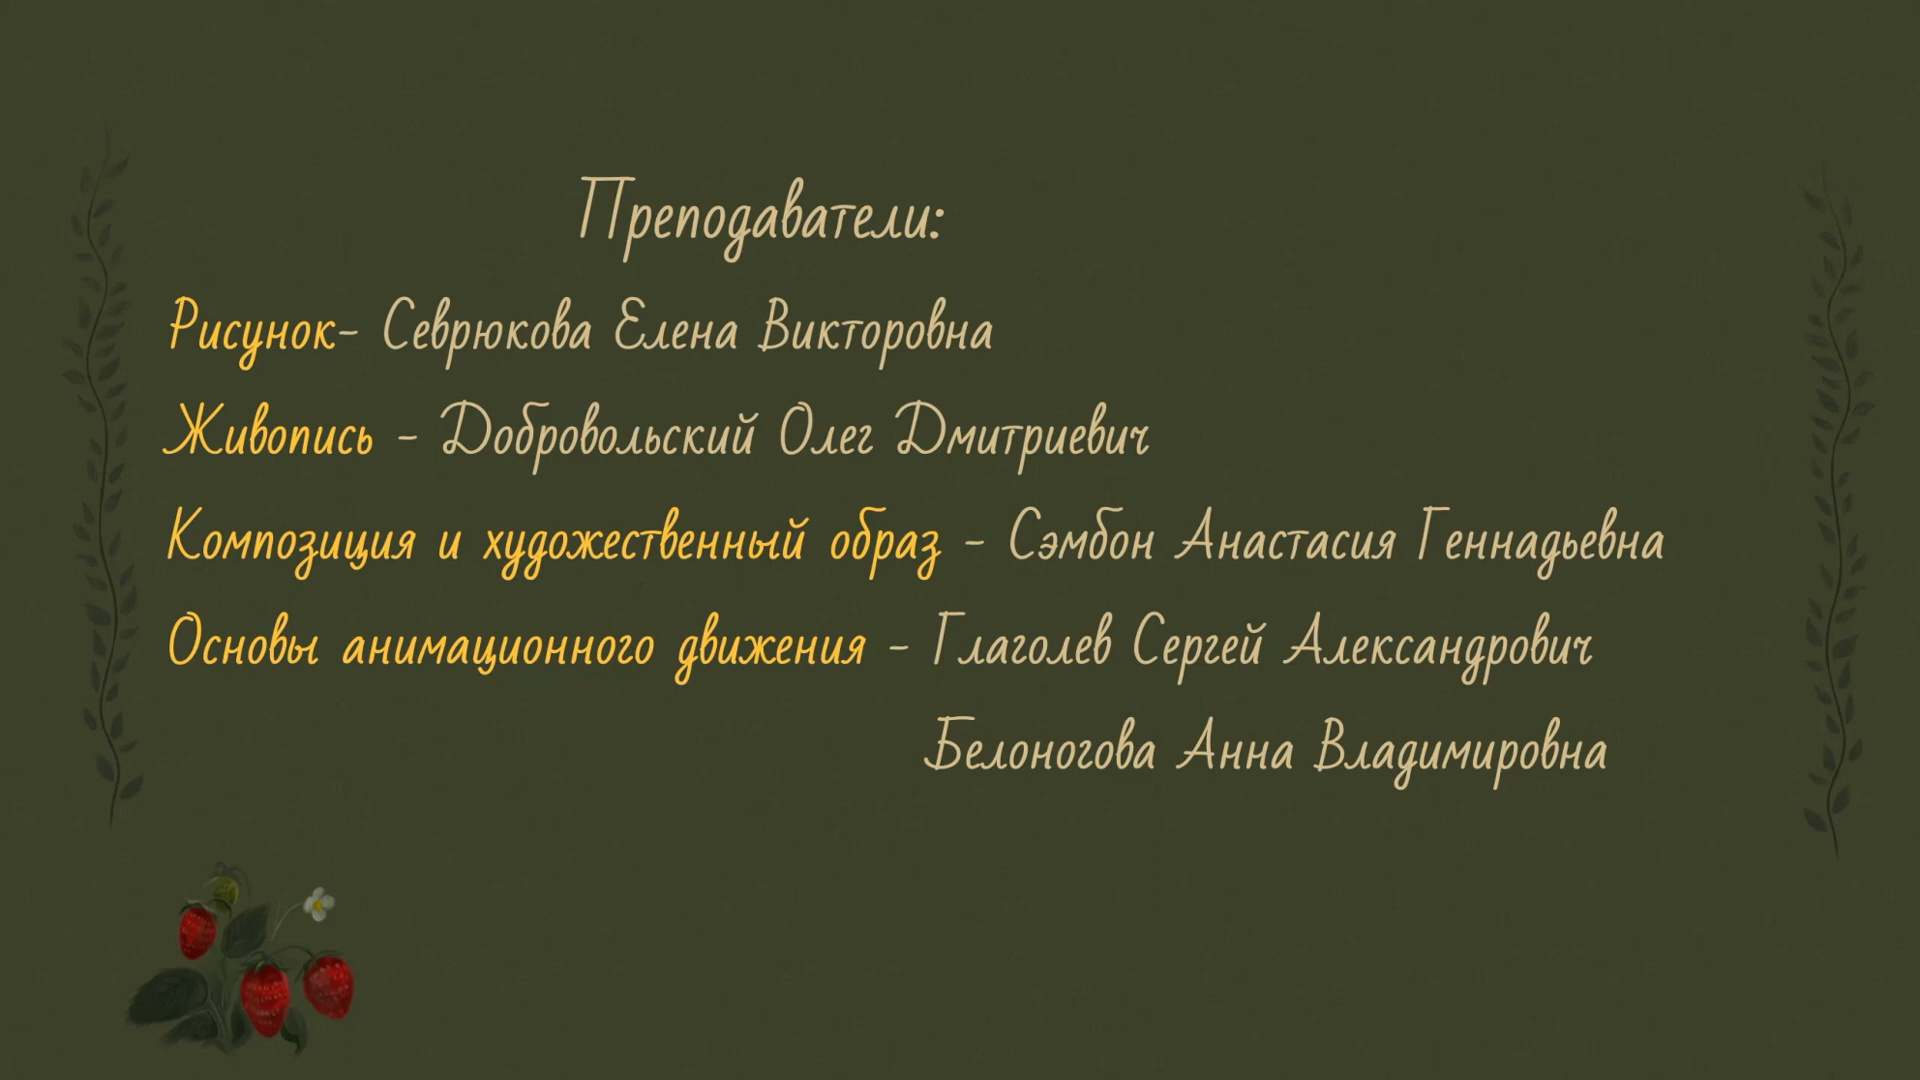 Преподаватели:
Рисунок- Севрюкова Елена Викторовна
Живопись - Добровольский Олег Дмитриевич
Композиция и художественный образ - Сэмбон Анастасия Геннадьевна
Основы анимационного движения - Глаголев Сергей Александрович
Белоногова Анна Владимировна